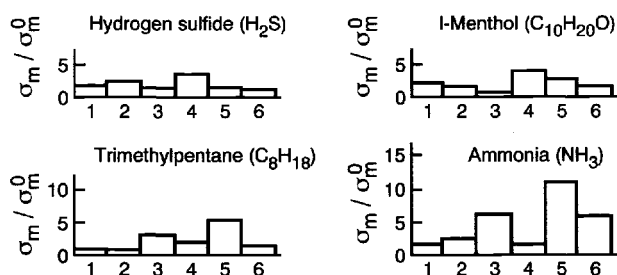 Hydrogen sulfide (H₂S)
σₘ / σₘ⁰
5
0
1 2 3 4 5 6
l-Menthol (C₁₀H₂₀O)
σₘ / σₘ⁰
5
0
1 2 3 4 5 6
Trimethylpentane (C₈H₁₈)
σₘ / σₘ⁰
10
5
0
1 2 3 4 5 6
Ammonia (NH₃)
σₘ / σₘ⁰
15
10
5
0
1 2 3 4 5 6